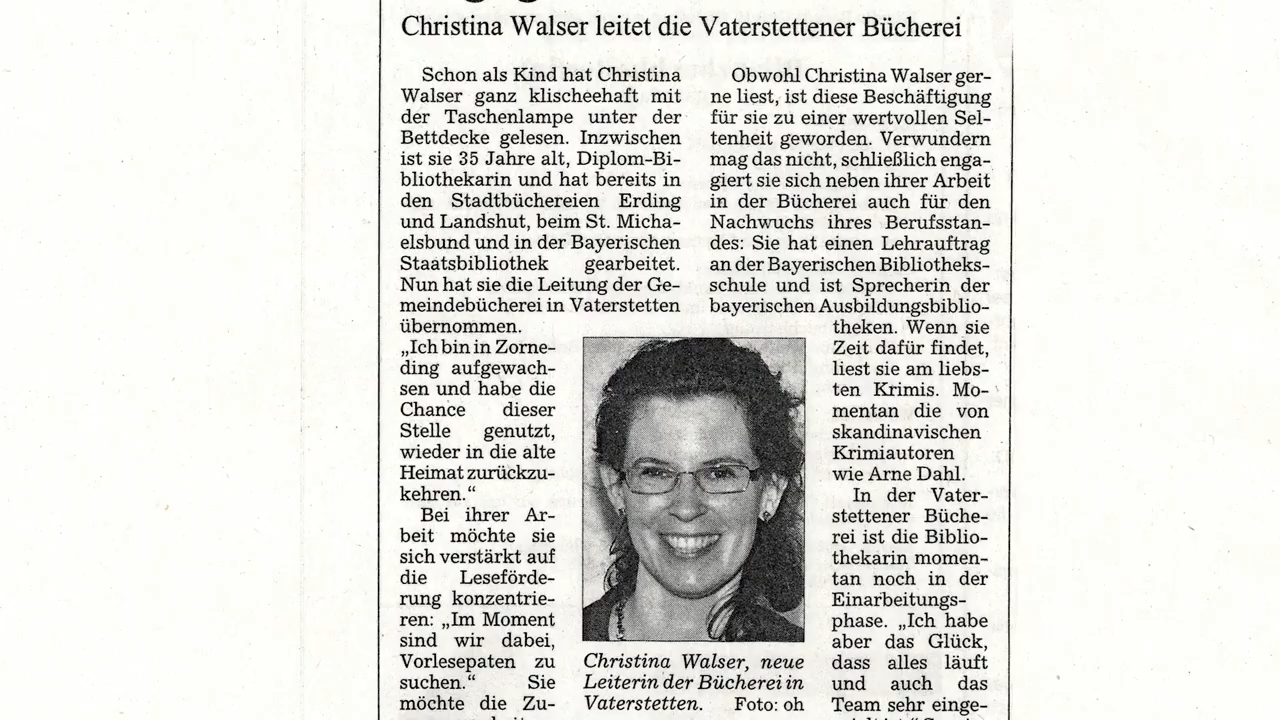 Christina Walser leitet die Vaterstettener Bücherei
Schon als Kind hat Christina
Walser ganz klischeehaft mit
der Taschenlampe unter der
Bettdecke gelesen. Inzwischen
ist sie 35 Jahre alt, Diplom-Bi-
bliothekarin und hat bereits in
den Stadtbüchereien Erding
und Landshut, beim St. Micha-
elsbund und in der Bayerischen
Staatsbibliothek gearbeitet.
Nun hat sie die Leitung der Ge-
meindebücherei in Vaterstetten
übernommen.
„Ich bin in Zorne-
ding aufgewach-
sen und habe die
Chance dieser
Stelle genutzt,
wieder in die alte
Heimat zurückzu-
kehren.“
Bei ihrer Ar-
beit möchte sie
sich verstärkt auf
die Leseförde-
rung konzentrie-
ren: „Im Moment
sind wir dabei,
Vorlesepaten zu
suchen.“ Sie
möchte die Zu-
Christina Walser, neue
Leiterin der Bücherei in
Vaterstetten. Foto: oh
Obwohl Christina Walser ger-
ne liest, ist diese Beschäftigung
für sie zu einer wertvollen Sel-
tenheit geworden. Verwundern
mag das nicht, schließlich enga-
giert sie sich neben ihrer Arbeit
in der Bücherei auch für den
Nachwuchs ihres Berufsstan-
des: Sie hat einen Lehrauftrag
an der Bayerischen Bibliotheks-
schule und ist Sprecherin der
bayerischen Ausbildungsbiblio-
theken. Wenn sie
Zeit dafür findet,
liest sie am liebs-
ten Krimis. Mo-
mentan die von
skandinavischen
Krimiautoren
wie Arne Dahl.
In der Vater-
stettener Büche-
rei ist die Biblio-
thekarin momen-
tan noch in der
Einarbeitungs-
phase. „Ich habe
aber das Glück,
dass alles läuft
und auch das
Team sehr einge-